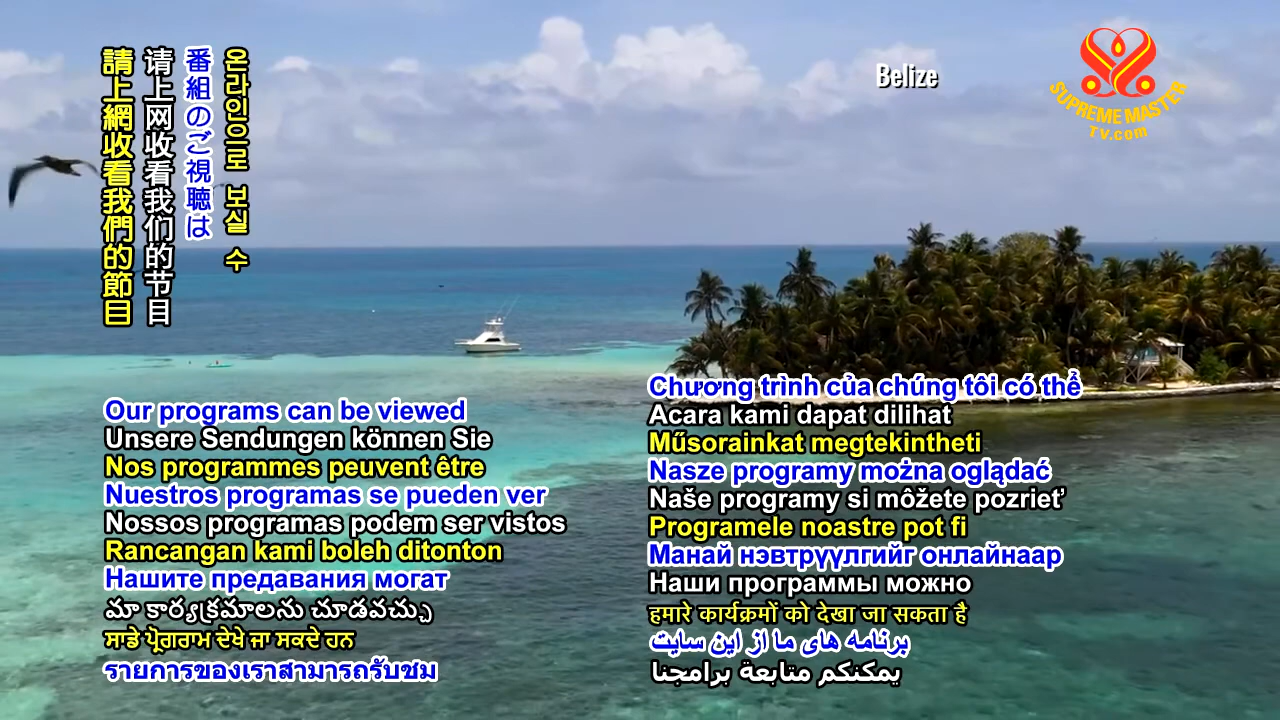 Belize
SUPREME MASTER
TV.com
請上網收看我們的節目
请上网收看我们的节目
番組のご視聴は
온라인으로 보실 수
Our programs can be viewed
Unsere Sendungen können Sie
Nos programmes peuvent être
Nuestros programas se pueden ver
Nossos programas podem ser vistos
Rancangan kami boleh ditonton
Нашите предавания могат
మా కార్యక్రమాలను చూడవచ్చు
ਸਾਡੇ ਪ੍ਰੋਗਰਾਮ ਦੇਖੇ ਜਾ ਸਕਦੇ ਹਨ
รายการของเราสามารถรับชม
Chương trình của chúng tôi có thể
Acara kami dapat dilihat
Műsorainkat megtekintheti
Nasze programy można oglądać
Naše programy si môžete pozrieť
Programele noastre pot fi
Манай нэвтрүүлгийг онлайнаар
Наши программы можно
हमारे कार्यक्रमों को देखा जा सकता है
برنامه های ما از این سایت
يمكنكم متابعة برامجنا